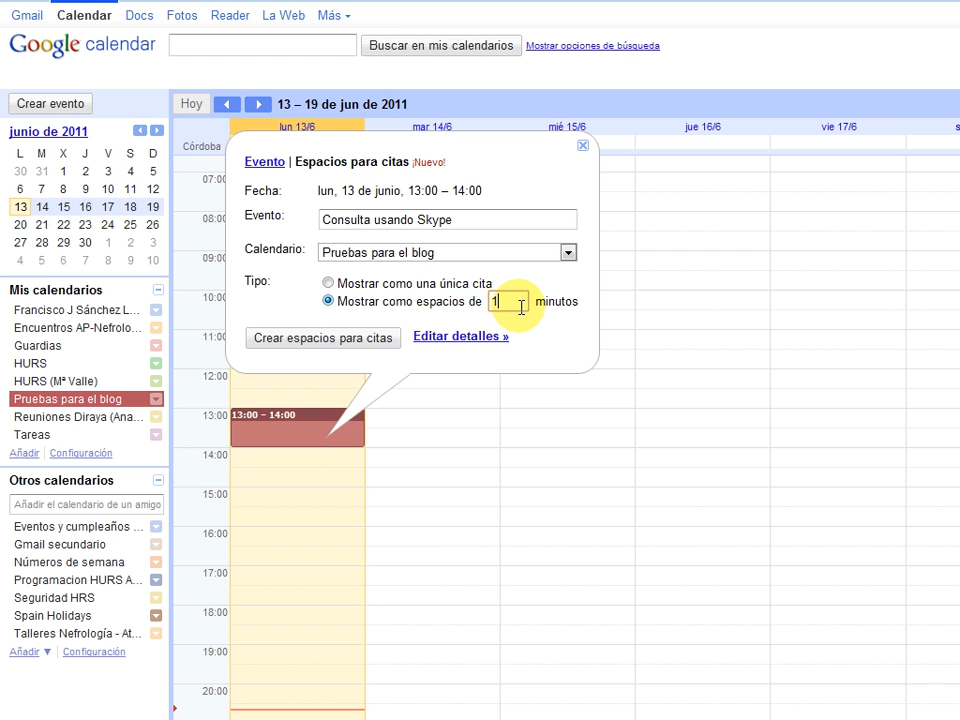 Gmail Calendar Docs Fotos Reader La Web Más
Google calendar
Buscar en mis calendarios
Mostrar opciones de búsqueda
Crear evento
Hoy
13 – 19 de jun de 2011
junio de 2011
L M X J V S D
30 31 1 2 3 4 5
6 7 8 9 10 11 12
13 14 15 16 17 18 19
20 21 22 23 24 25 26
27 28 29 30 1 2 3
4 5 6 7 8 9 10
Mis calendarios
Francisco J Sánchez L...
Encuentros AP-Nefrolo...
Guardias
HURS
HURS (Mª Valle)
Pruebas para el blog
Reuniones Diraya (Ana...
Tareas
Añadir Configuración
Otros calendarios
Añadir el calendario de un amigo
Eventos y cumpleaños ...
Gmail secundario
Números de semana
Programacion HURS A...
Seguridad HRS
Spain Holidays
Talleres Nefrología - At...
Añadir ▼ Configuración
lun 13/6 mar 14/6 mié 15/6 jue 16/6 vie 17/6 s
Córdoba
07:00
08:00
09:00
10:00
11:00
12:00
13:00
14:00
15:00
16:00
17:00
18:00
19:00
20:00
Evento | Espacios para citas ¡Nuevo!
Fecha: lun, 13 de junio, 13:00 – 14:00
Evento: Consulta usando Skype
Calendario: Pruebas para el blog
Tipo: Mostrar como una única cita
Mostrar como espacios de 1 minutos
Crear espacios para citas Editar detalles »
13:00 – 14:00